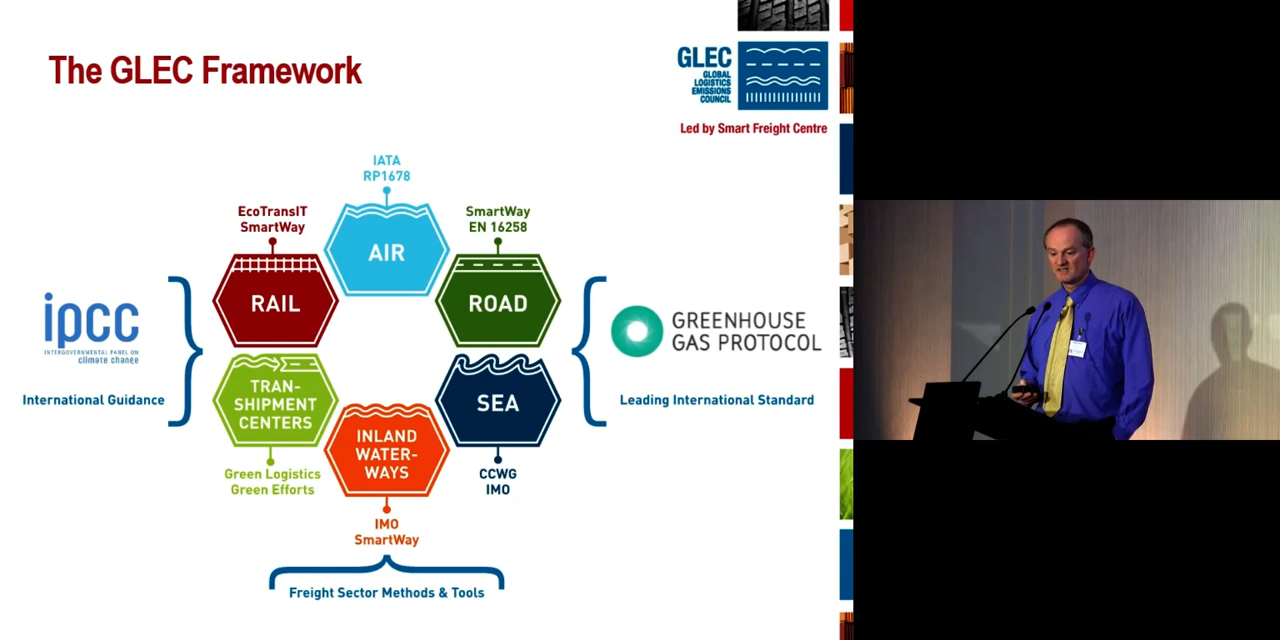 The GLEC Framework
GLEC
GLOBAL
LOGISTICS
EMISSIONS
COUNCIL
Led by Smart Freight Centre
IATA
RP1678
EcoTransIT
SmartWay
SmartWay
EN 16258
AIR
RAIL
ROAD
ipcc
INTERGOVERNMENTAL PANEL ON
climate change
International Guidance
GREENHOUSE
GAS PROTOCOL
Leading International Standard
TRAN-
SHIPMENT
CENTERS
SEA
INLAND
WATER-
WAYS
Green Logistics
Green Efforts
CCWG
IMO
IMO
SmartWay
Freight Sector Methods & Tools